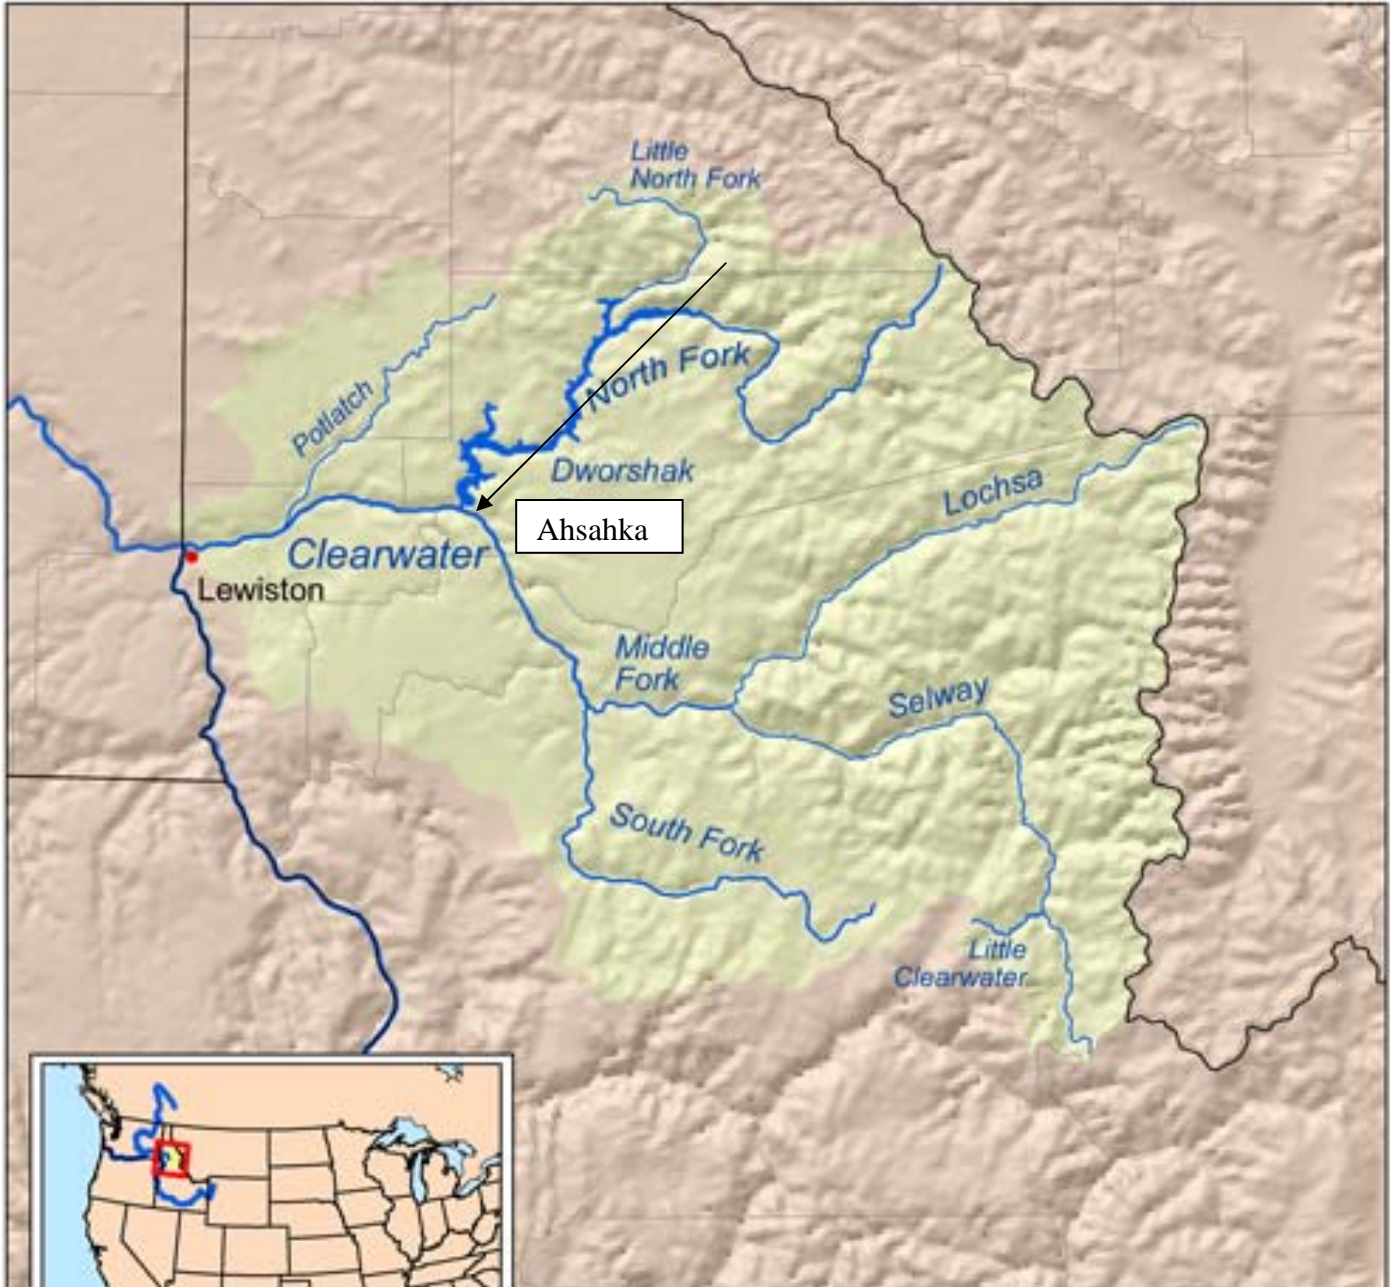 Little
North Fork
North Fork
Potlatch
Dworshak
Lochsa
Ahsahka
Clearwater
Lewiston
Middle
Fork
Selway
South Fork
Little
Clearwater